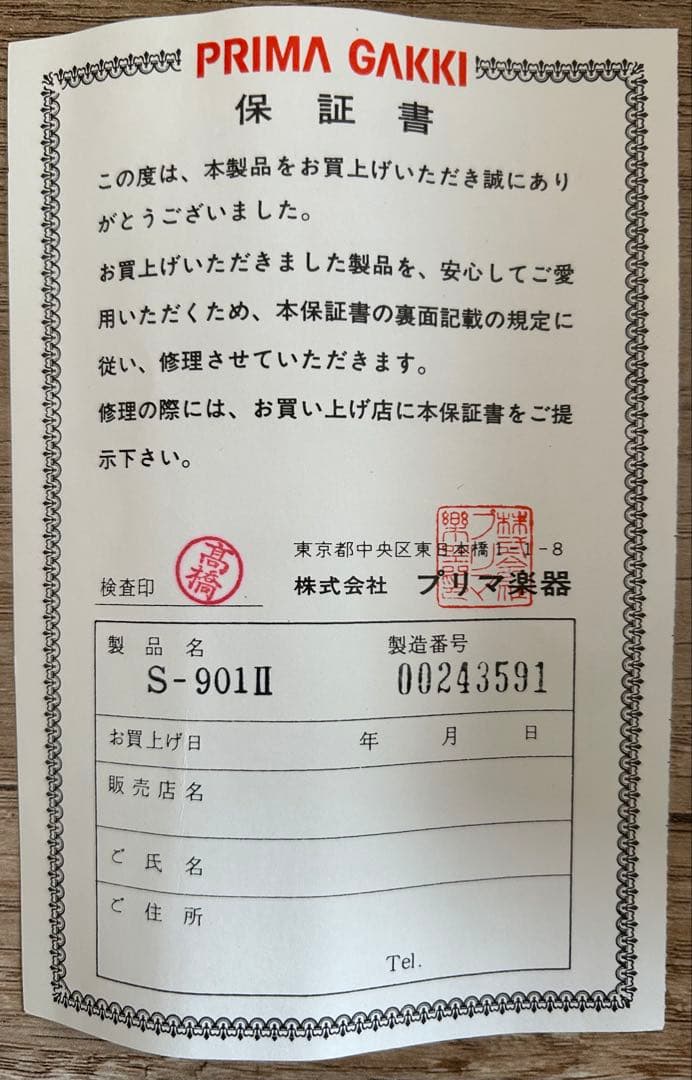 PRIMA GAKKI
保証書
この度は、本製品をお買上げいただき誠にあり
がとうございました。
お買上げいただきました製品を、安心してご愛
用いただくため、本保証書の裏面記載の規定に
従い、修理させていただきます。
修理の際には、お買い上げ店に本保証書をご提
示下さい。
東京都中央区東日本橋1-1-8
検査印 高橋 株式会社 プリマ楽器
製品名 製造番号
S-901Ⅱ 00243591
お買上げ日 年 月 日
販売店名
ご氏名
ご住所
Tel.